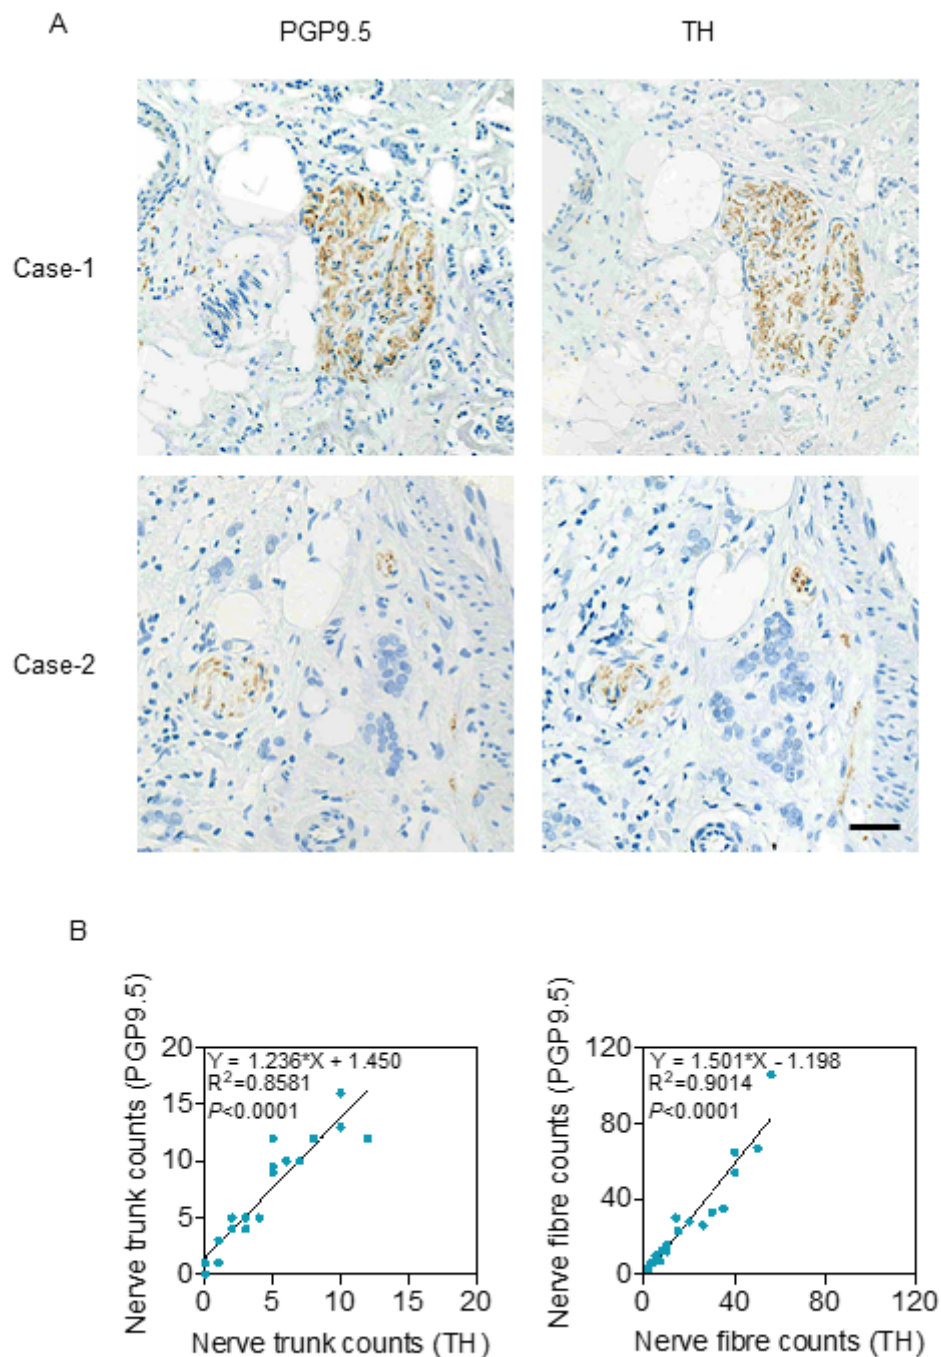 A
PGP9.5
TH
Case-1
Case-2
B
Nerve trunk counts (PGP9.5)
20
15
10
5
0
Y = 1.236*X + 1.450
R²=0.8581
P<0.0001
0 5 10 15 20
Nerve trunk counts (TH)
Nerve fibre counts (PGP9.5)
120
80
40
0
Y = 1.501*X - 1.198
R²=0.9014
P<0.0001
0 40 80 120
Nerve fibre counts (TH)